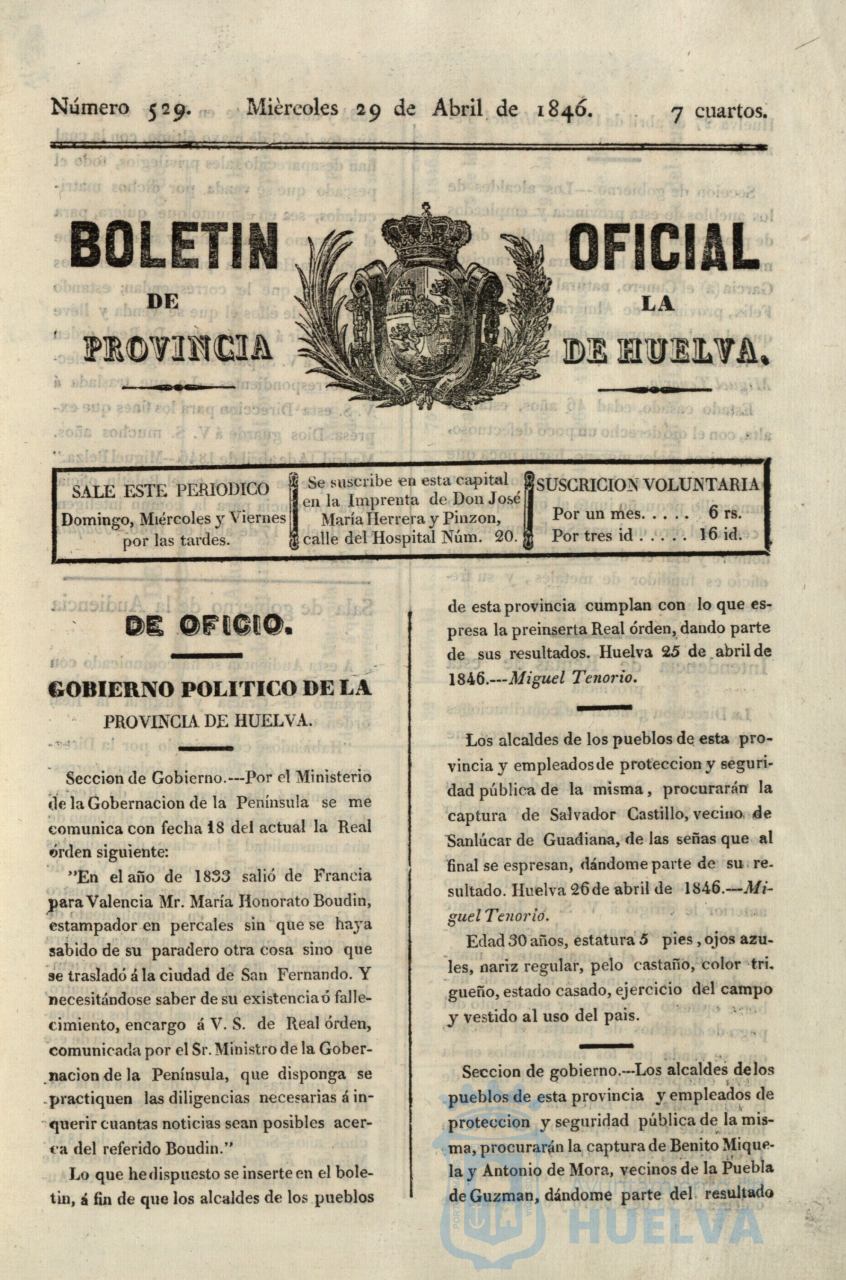 Número 529. Mièrcoles 29 de Abril de 1846. 7 cuartos.
BOLETIN OFICIAL
DE LA
PROVINCIA DE HUELVA.
SALE ESTE PERIODICO
Domingo, Miércoles y Viernes
por las tardes.
Se suscribe en esta capital
en la Imprenta de Don José
María Herrera y Pinzon,
calle del Hospital Núm. 20.
SUSCRICION VOLUNTARIA
Por un mes. . . . . 6 rs.
Por tres id . . . . . 16 id.
DE OFICIO.
GOBIERNO POLITICO DE LA
PROVINCIA DE HUELVA.
Seccion de Gobierno.---Por el Ministerio
de la Gobernacion de la Península se me
comunica con fecha 18 del actual la Real
órden siguiente:
"En el año de 1833 salió de Francia
para Valencia Mr. María Honorato Boudin,
estampador en percales sin que se haya
sabido de su paradero otra cosa sino que
se trasladó á la ciudad de San Fernando. Y
necesitándose saber de su existencia ó falle-
cimiento, encargo á V. S. de Real órden,
comunicada por el Sr. Ministro de la Gober-
nacion de la Península, que disponga se
practiquen las diligencias necesarias á in-
querir cuantas noticias sean posibles acer-
ca del referido Boudin."
Lo que he dispuesto se inserte en el bole-
tin, á fin de que los alcaldes de los pueblos
de esta provincia cumplan con lo que es-
presa la preinserta Real órden, dando parte
de sus resultados. Huelva 25 de abril de
1846.---Miguel Tenorio.
Los alcaldes de los pueblos de esta pro-
vincia y empleados de proteccion y seguri-
dad pública de la misma, procurarán la
captura de Salvador Castillo, vecino de
Sanlúcar de Guadiana, de las señas que al
final se espresan, dándome parte de su re-
sultado. Huelva 26 de abril de 1846.---Mi-
guel Tenorio.
Edad 30 años, estatura 5 pies, ojos azu-
les, nariz regular, pelo castaño, color tri.
gueño, estado casado, ejercicio del campo
y vestido al uso del pais.
Seccion de gobierno.---Los alcaldes de los
pueblos de esta provincia y empleados de
proteccion y seguridad pública de la mis-
ma, procurarán la captura de Benito Mique-
la y Antonio de Mora, vecinos de la Puebla
de Guzman, dándome parte del resultado
HUELVA